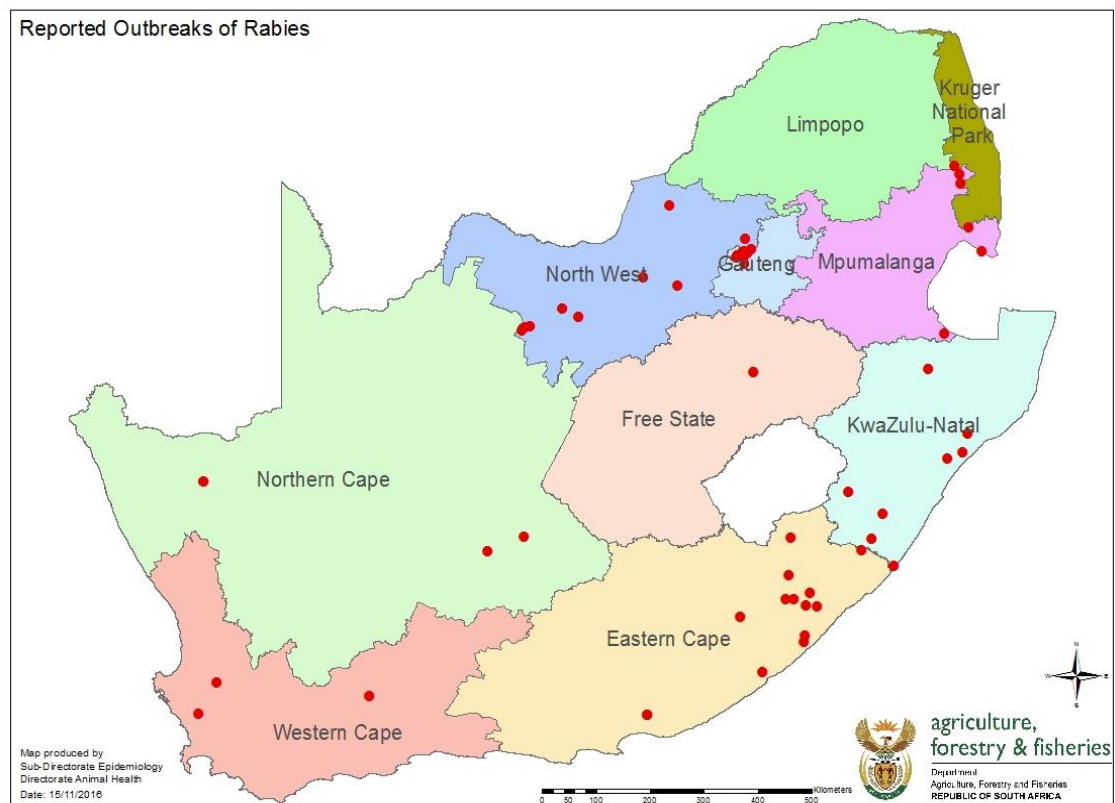 Reported Outbreaks of Rabies
Kruger
National
Park
Limpopo
Gauteng
Mpumalanga
North West
Free State
KwaZulu-Natal
Northern Cape
Eastern Cape
Western Cape
N
W
E
S
Map produced by
Sub-Directorate Epidemiology
Directorate Animal Health
Date: 15/11/2016
Kilometers
0 50 100 200 300 400 500
agriculture,
forestry & fisheries
Department:
Agriculture, Forestry and Fisheries
REPUBLIC OF SOUTH AFRICA